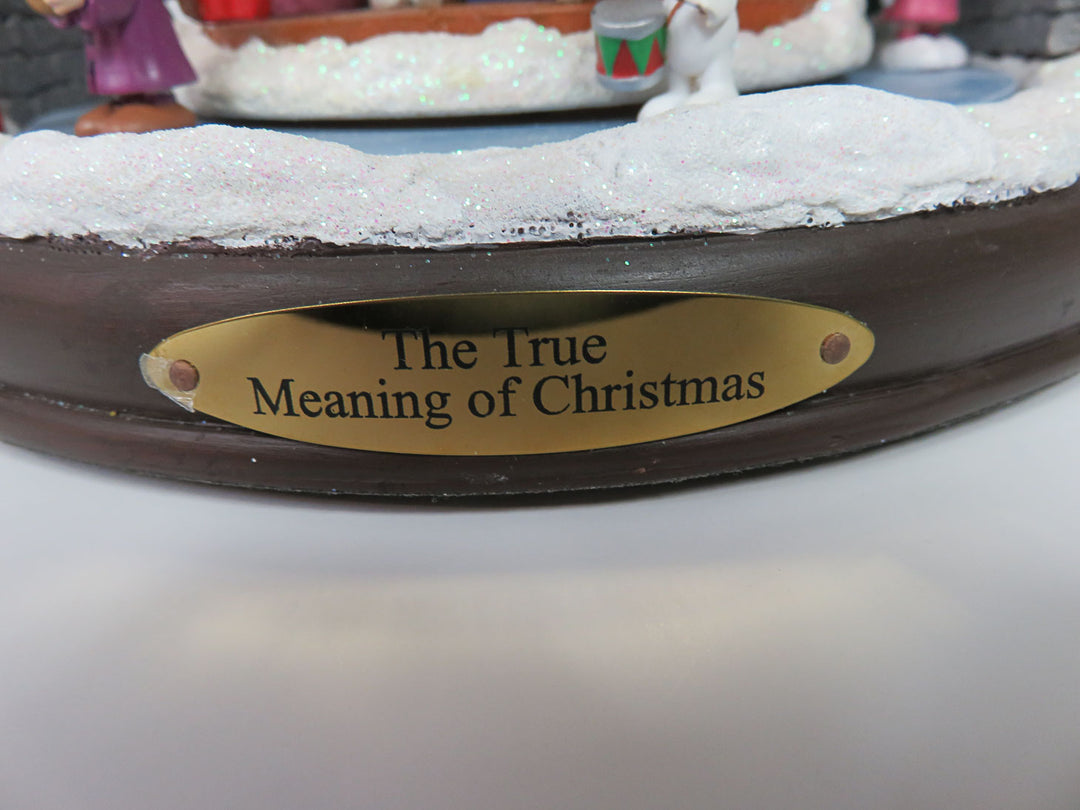 The True
Meaning of Christmas